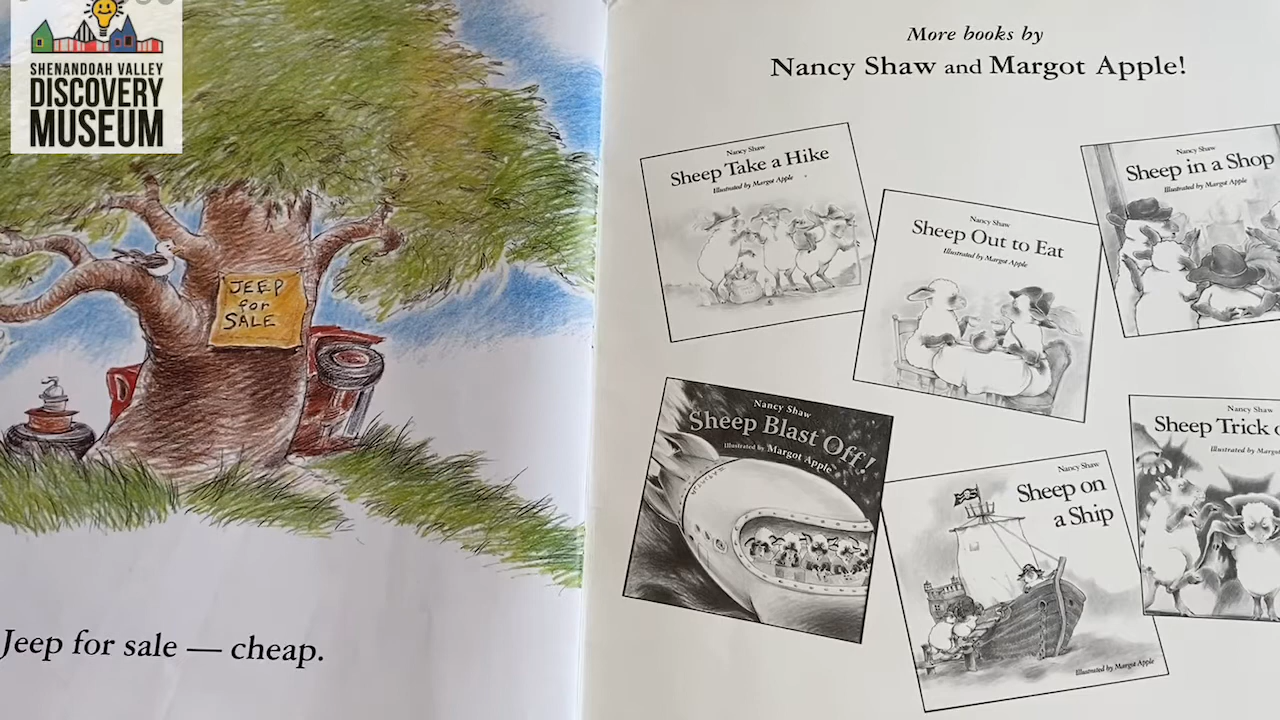 SHENANDOAH VALLEY
DISCOVERY
MUSEUM
JEEP
for
SALE
Jeep for sale — cheap.
More books by
Nancy Shaw and Margot Apple!
Nancy Shaw
Sheep Take a Hike
Illustrated by Margot Apple
Nancy Shaw
Sheep Out to Eat
Illustrated by Margot Apple
Nancy Shaw
Sheep in a Shop
Illustrated by Margot Apple
Nancy Shaw
Sheep Blast Off!
Illustrated by Margot Apple
Nancy Shaw
Sheep on
a Ship
Illustrated by Margot Apple
Nancy Shaw
Sheep Trick
Illustrated by